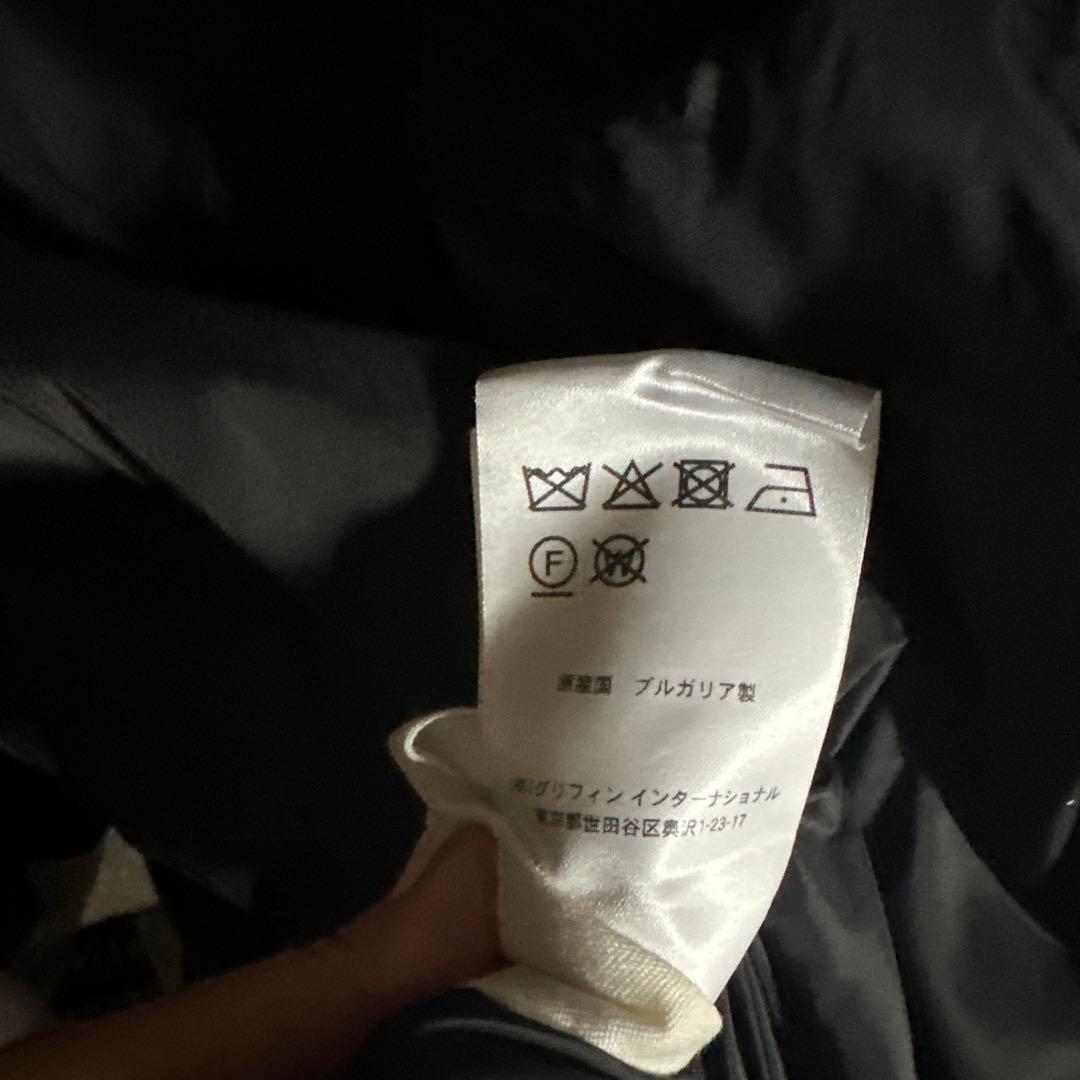 F W
原産国 ブルガリア製
(株)グリフィン インターナショナル
東京都世田谷区奥沢1-23-17